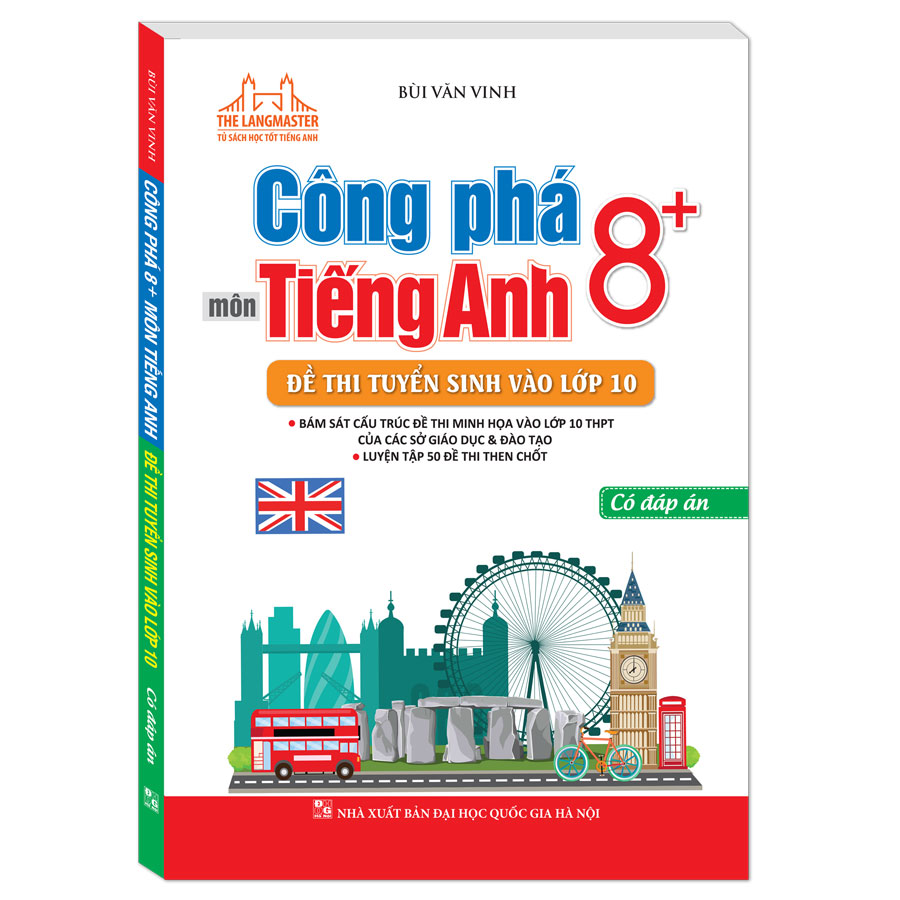 BÙI VĂN VINH
THE LANGMASTER
TỦ SÁCH HỌC TỐT TIẾNG ANH
Công phá
môn Tiếng Anh 8+
ĐỀ THI TUYỂN SINH VÀO LỚP 10
• BÁM SÁT CẤU TRÚC ĐỀ THI MINH HỌA VÀO LỚP 10 THPT
CỦA CÁC SỞ GIÁO DỤC & ĐÀO TẠO
• LUYỆN TẬP 50 ĐỀ THI THEN CHỐT
Có đáp án
NHÀ XUẤT BẢN ĐẠI HỌC QUỐC GIA HÀ NỘI
BÙI VĂN VINH
CÔNG PHÁ 8+ MÔN TIẾNG ANH
ĐỀ THI TUYỂN SINH VÀO LỚP 10
Có đáp án